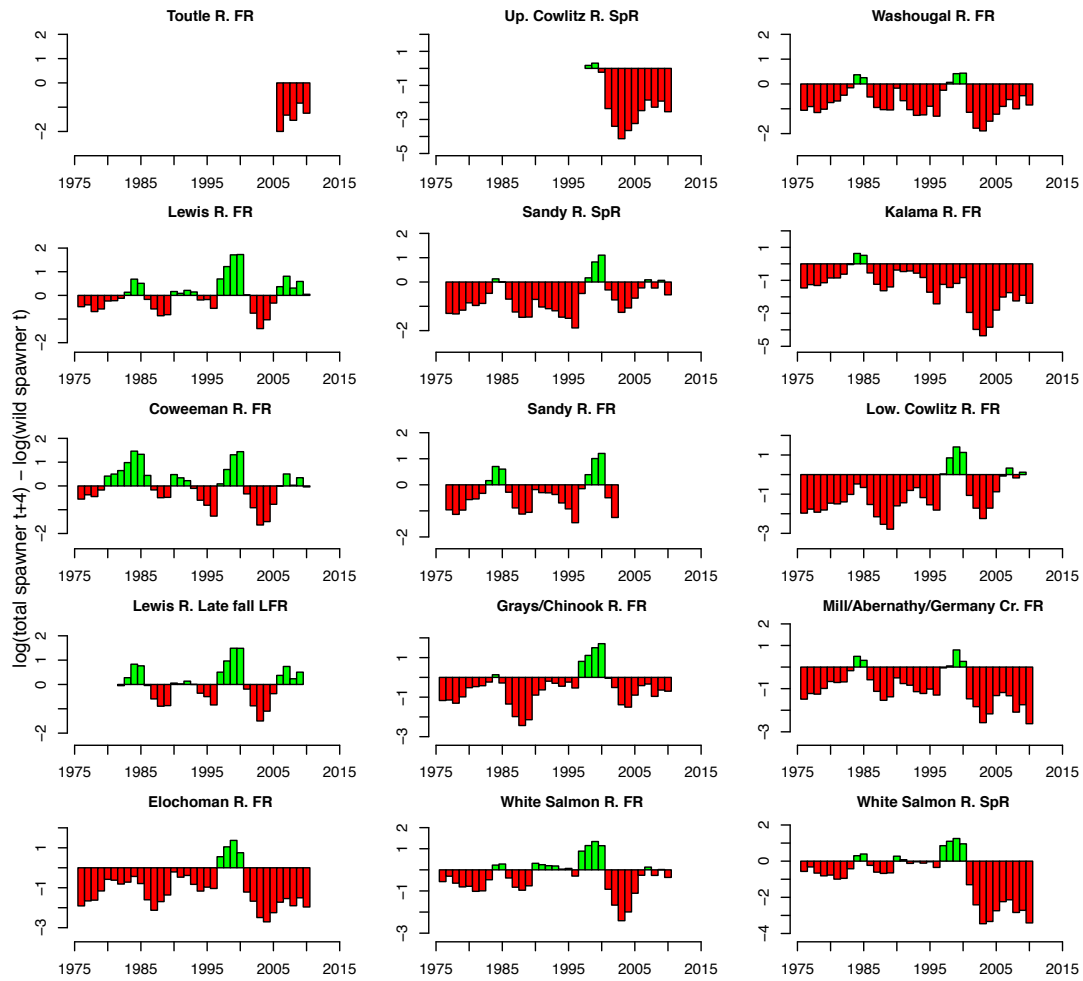 log(total spawner t+4) − log(wild spawner t)
Toutle R. FR
2
1
0
−2
1975 1985 1995 2005 2015
Up. Cowlitz R. SpR
1
−1
−3
−5
1975 1985 1995 2005 2015
Washougal R. FR
2
1
0
−2
1975 1985 1995 2005 2015
Lewis R. FR
2
1
0
−2
1975 1985 1995 2005 2015
Sandy R. SpR
2
1
0
−2
1975 1985 1995 2005 2015
Kalama R. FR
1
−1
−3
−5
1975 1985 1995 2005 2015
Coweeman R. FR
2
1
0
−2
1975 1985 1995 2005 2015
Sandy R. FR
2
1
0
−2
1975 1985 1995 2005 2015
Low. Cowlitz R. FR
1
−1
−3
1975 1985 1995 2005 2015
Lewis R. Late fall LFR
2
1
0
−2
1975 1985 1995 2005 2015
Grays/Chinook R. FR
1
−1
−3
1975 1985 1995 2005 2015
Mill/Abernathy/Germany Cr. FR
2
1
−1
−3
1975 1985 1995 2005 2015
Elochoman R. FR
1
−1
−3
1975 1985 1995 2005 2015
White Salmon R. FR
2
1
−1
−3
1975 1985 1995 2005 2015
White Salmon R. SpR
2
0
−2
−4
1975 1985 1995 2005 2015